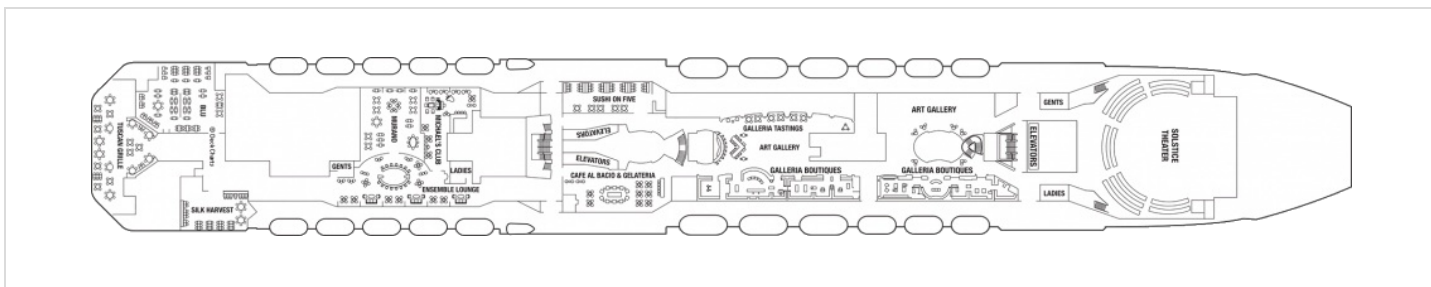 TUSCAN GRILLE
BLU
SILK HARVEST
GENTS
MURANO
MICHAEL'S CLUB
LADIES
ENSEMBLE LOUNGE
SUSHI ON FIVE
ELEVATORS
ELEVATORS
CAFE AL BACIO & GELATERIA
GALLERIA TASTINGS
ART GALLERY
GALLERIA BOUTIQUES
ART GALLERY
GALLERIA BOUTIQUES
GENTS
ELEVATORS
LADIES
SOLSTICE
THEATER